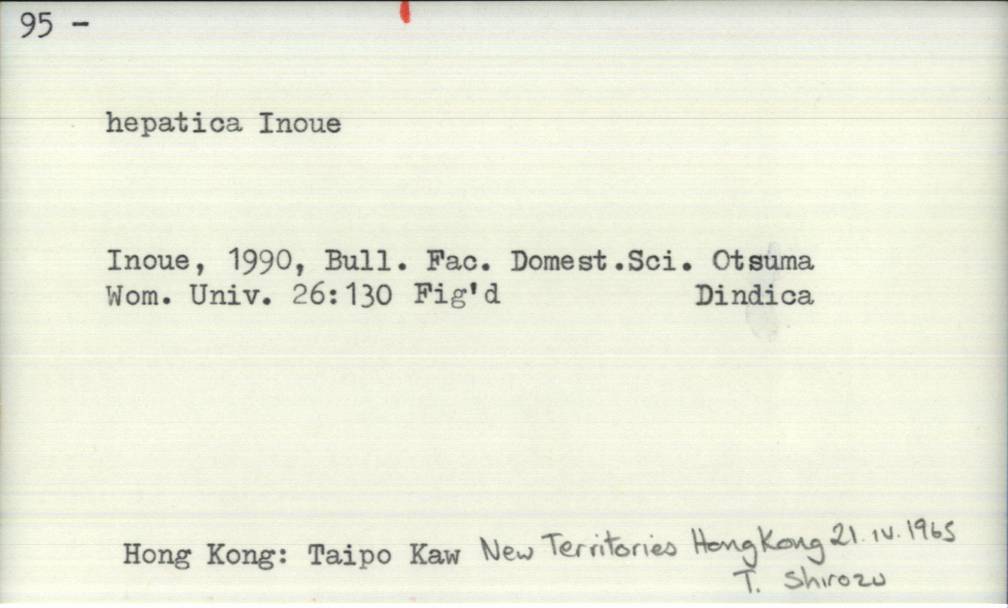 95 -
hepatica Inoue
Inoue, 1990, Bull. Fac. Domest.Sci. Otsuma
Wom. Univ. 26:130 Fig'd Dindica
Hong Kong: Taipo Kaw New Territories Hong Kong 21.IV.1965
T. Shirozu